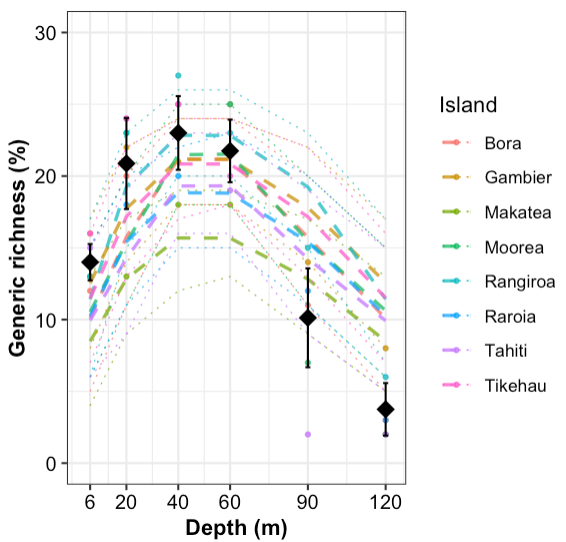 Generic richness (%)
30
20
10
0
6 20 40 60 90 120
Depth (m)
Island
Bora
Gambier
Makatea
Moorea
Rangiroa
Raroia
Tahiti
Tikehau